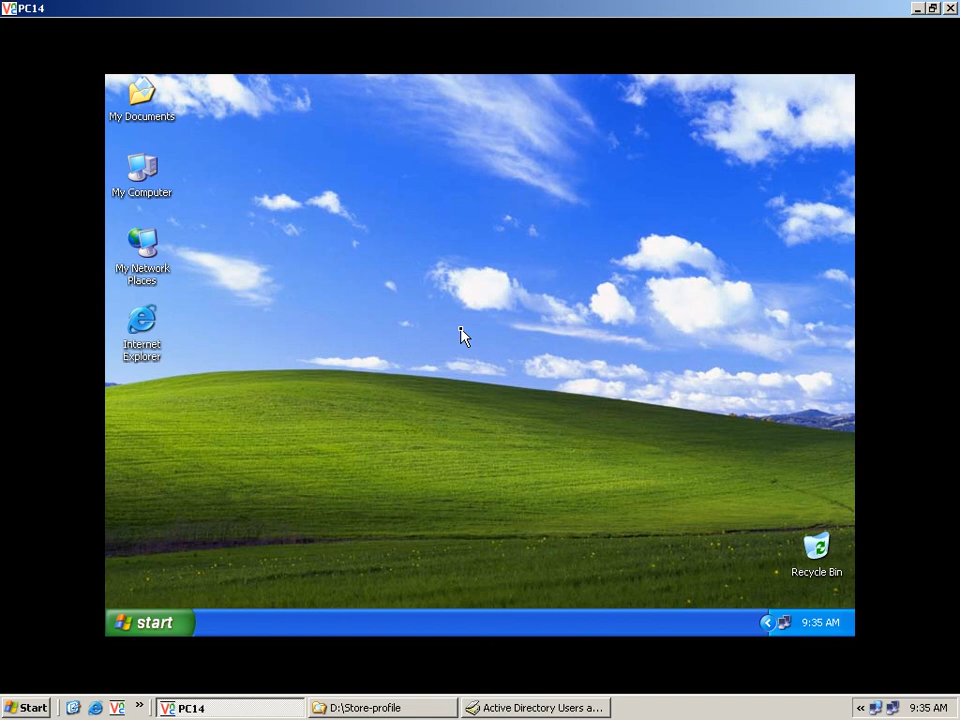 PC14
My Documents
My Computer
My Network
Places
Internet
Explorer
Recycle Bin
start
9:35 AM
Start
PC14
D:\Store-profile
Active Directory Users a...
9:35 AM